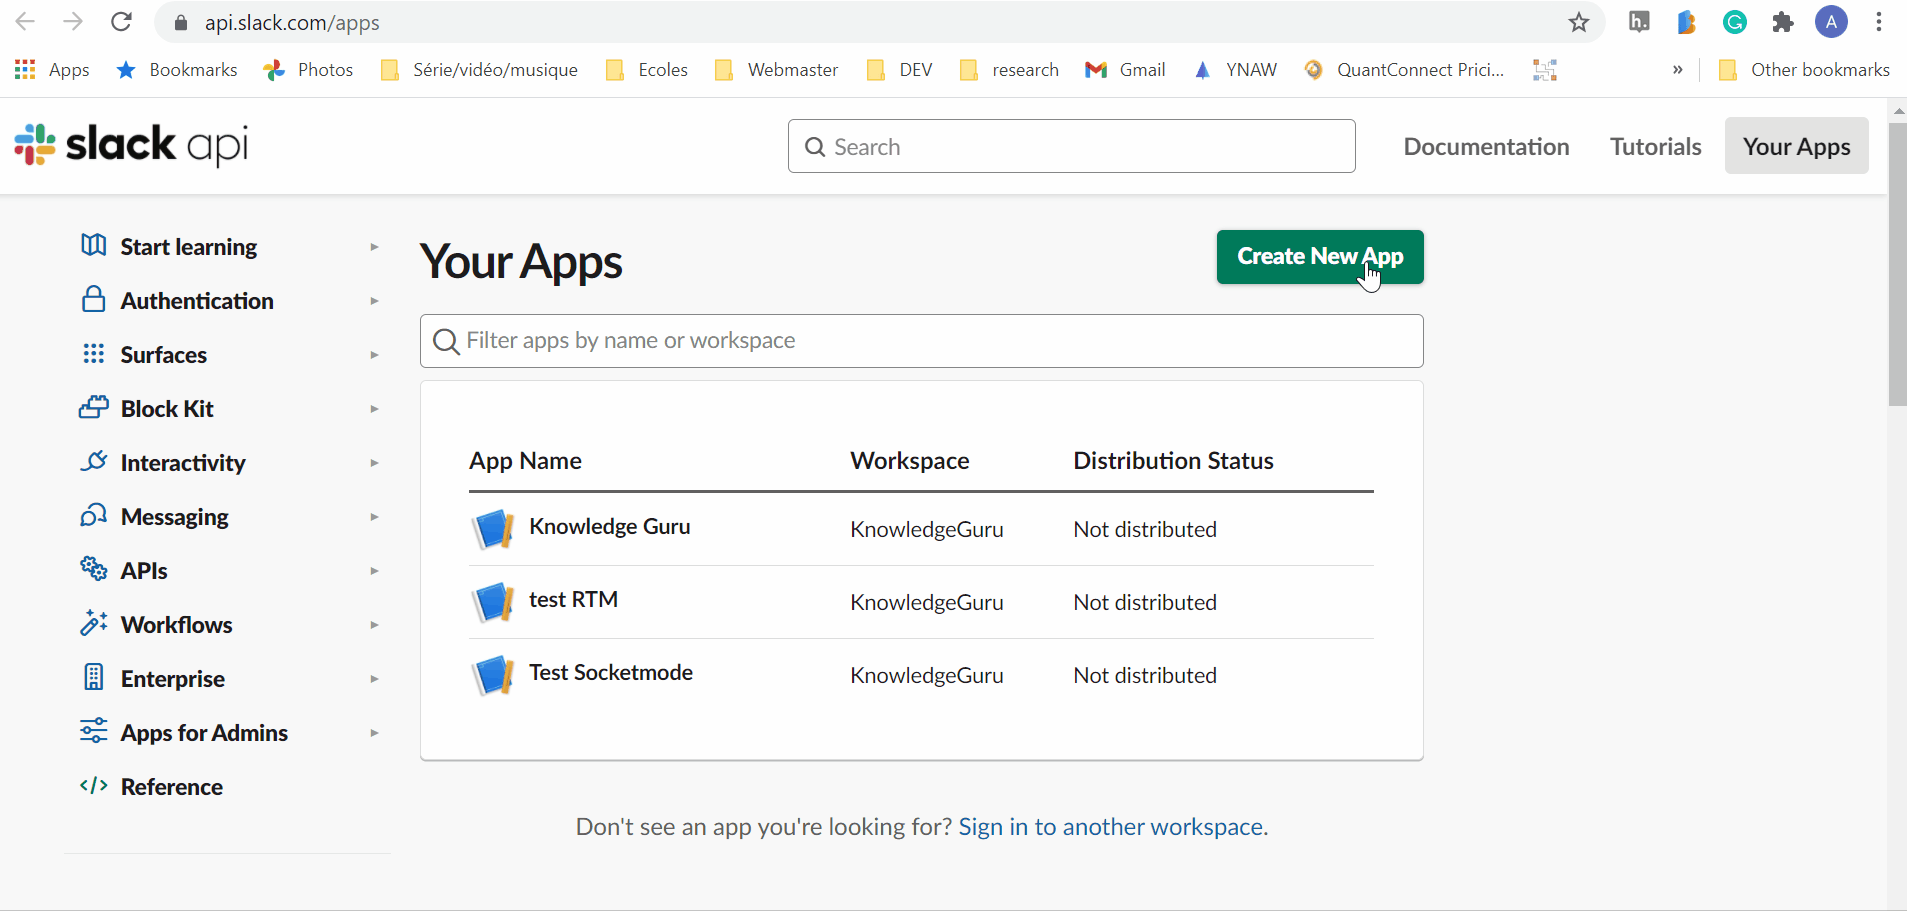 api.slack.com/apps
h.
A
Apps Bookmarks Photos Série/vidéo/musique Ecoles Webmaster DEV research Gmail YNAW QuantConnect Prici... » Other bookmarks
slack api
Search
Documentation Tutorials Your Apps
Start learning
Authentication
Surfaces
Block Kit
Interactivity
Messaging
APIs
Workflows
Enterprise
Apps for Admins
</> Reference
Your Apps
Create New App
Filter apps by name or workspace
App Name Workspace Distribution Status
Knowledge Guru KnowledgeGuru Not distributed
test RTM KnowledgeGuru Not distributed
Test Socketmode KnowledgeGuru Not distributed
Don't see an app you're looking for? Sign in to another workspace.